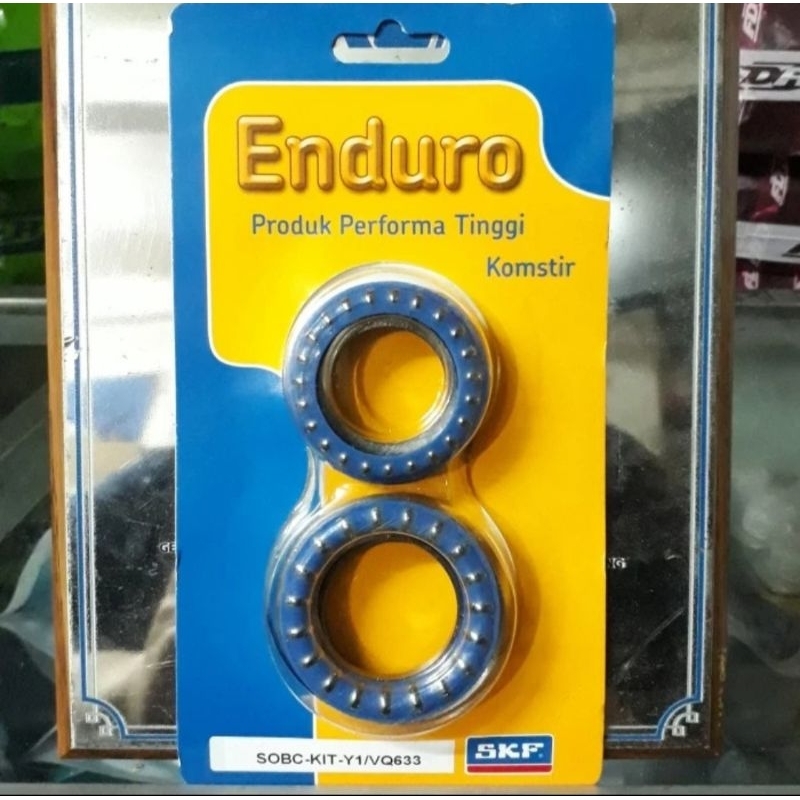 Enduro
Produk Performa Tinggi
Komstir
SOBC-KIT-Y1/VQ633
SKF